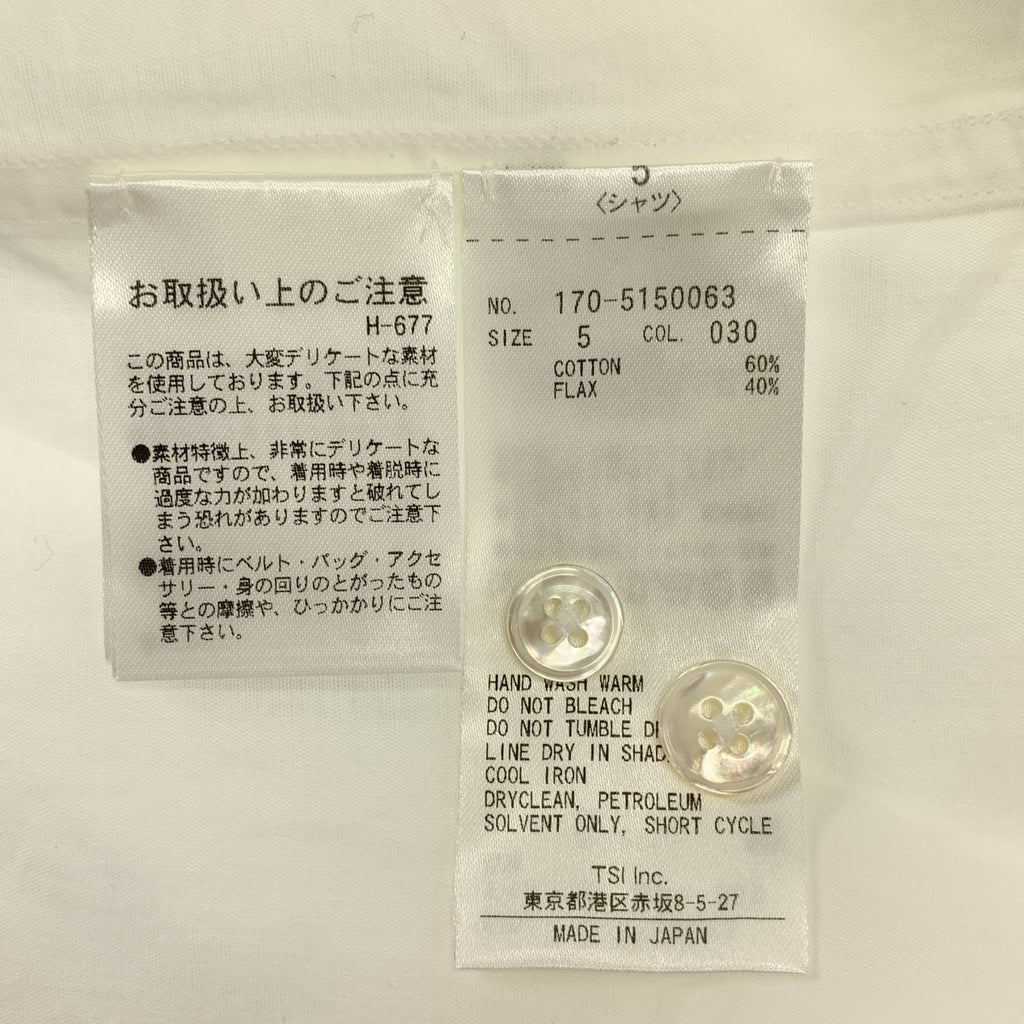 お取扱い上のご注意
H-677
この商品は、大変デリケートな素材
を使用しております。下記の点に充
分ご注意の上、お取扱い下さい。
●素材特徴上、非常にデリケートな
商品ですので、着用時や着脱時に
過度な力が加わりますと破れてし
まう恐れがありますのでご注意下
さい。
●着用時にベルト・バッグ・アクセ
サリー・身の回りのとがったもの
等との摩擦や、ひっかかりにご注
意下さい。
5
〈シャツ〉
NO. 170-5150063
SIZE 5 COL. 030
COTTON 60%
FLAX 40%
HAND WASH WARM
DO NOT BLEACH
DO NOT TUMBLE
LINE DRY IN
COOL IRON
DRYCLEAN, PETROLEUM
SOLVENT ONLY, SHORT CYCLE
TSI Inc.
東京都港区赤坂8-5-27
MADE IN JAPAN